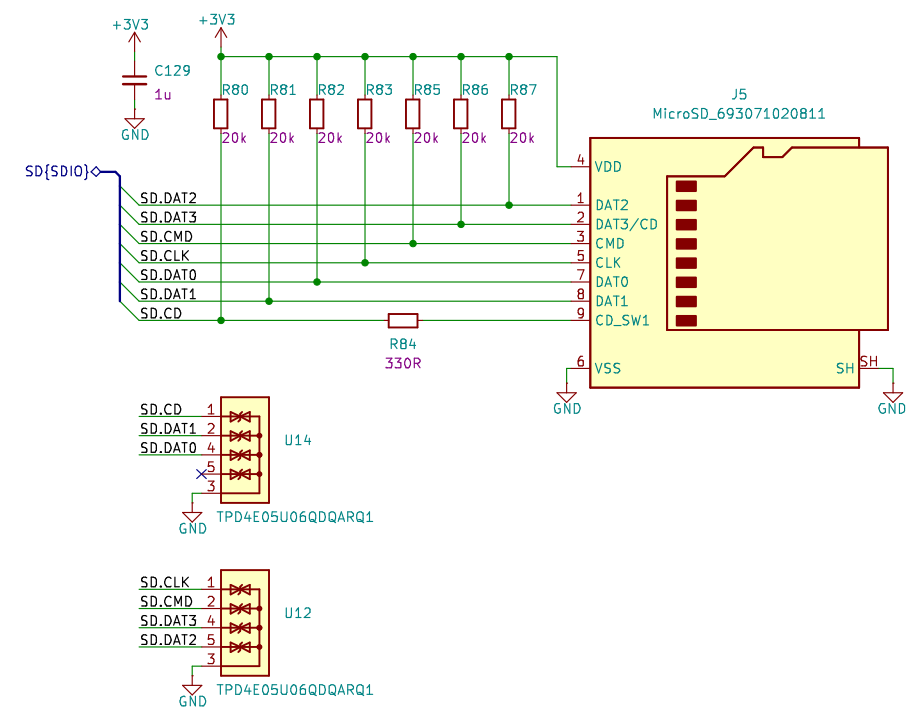 +3V3
+3V3
C129
1u
GND
R80
R81
R82
R83
R85
R86
R87
20k
20k
20k
20k
20k
20k
20k
J5
MicroSD_693071020811
SD{SDIO}
4
VDD
SD.DAT2
1
DAT2
SD.DAT3
2
DAT3/CD
SD.CMD
3
CMD
SD.CLK
5
CLK
SD.DAT0
7
DAT0
SD.DAT1
8
DAT1
SD.CD
9
CD_SW1
R84
330R
6
VSS
SH
SH
GND
GND
SD.CD
1
SD.DAT1
2
SD.DAT0
4
5
3
U14
GND
TPD4E05U06QDQARQ1
SD.CLK
1
SD.CMD
2
SD.DAT3
4
SD.DAT2
5
3
U12
GND
TPD4E05U06QDQARQ1